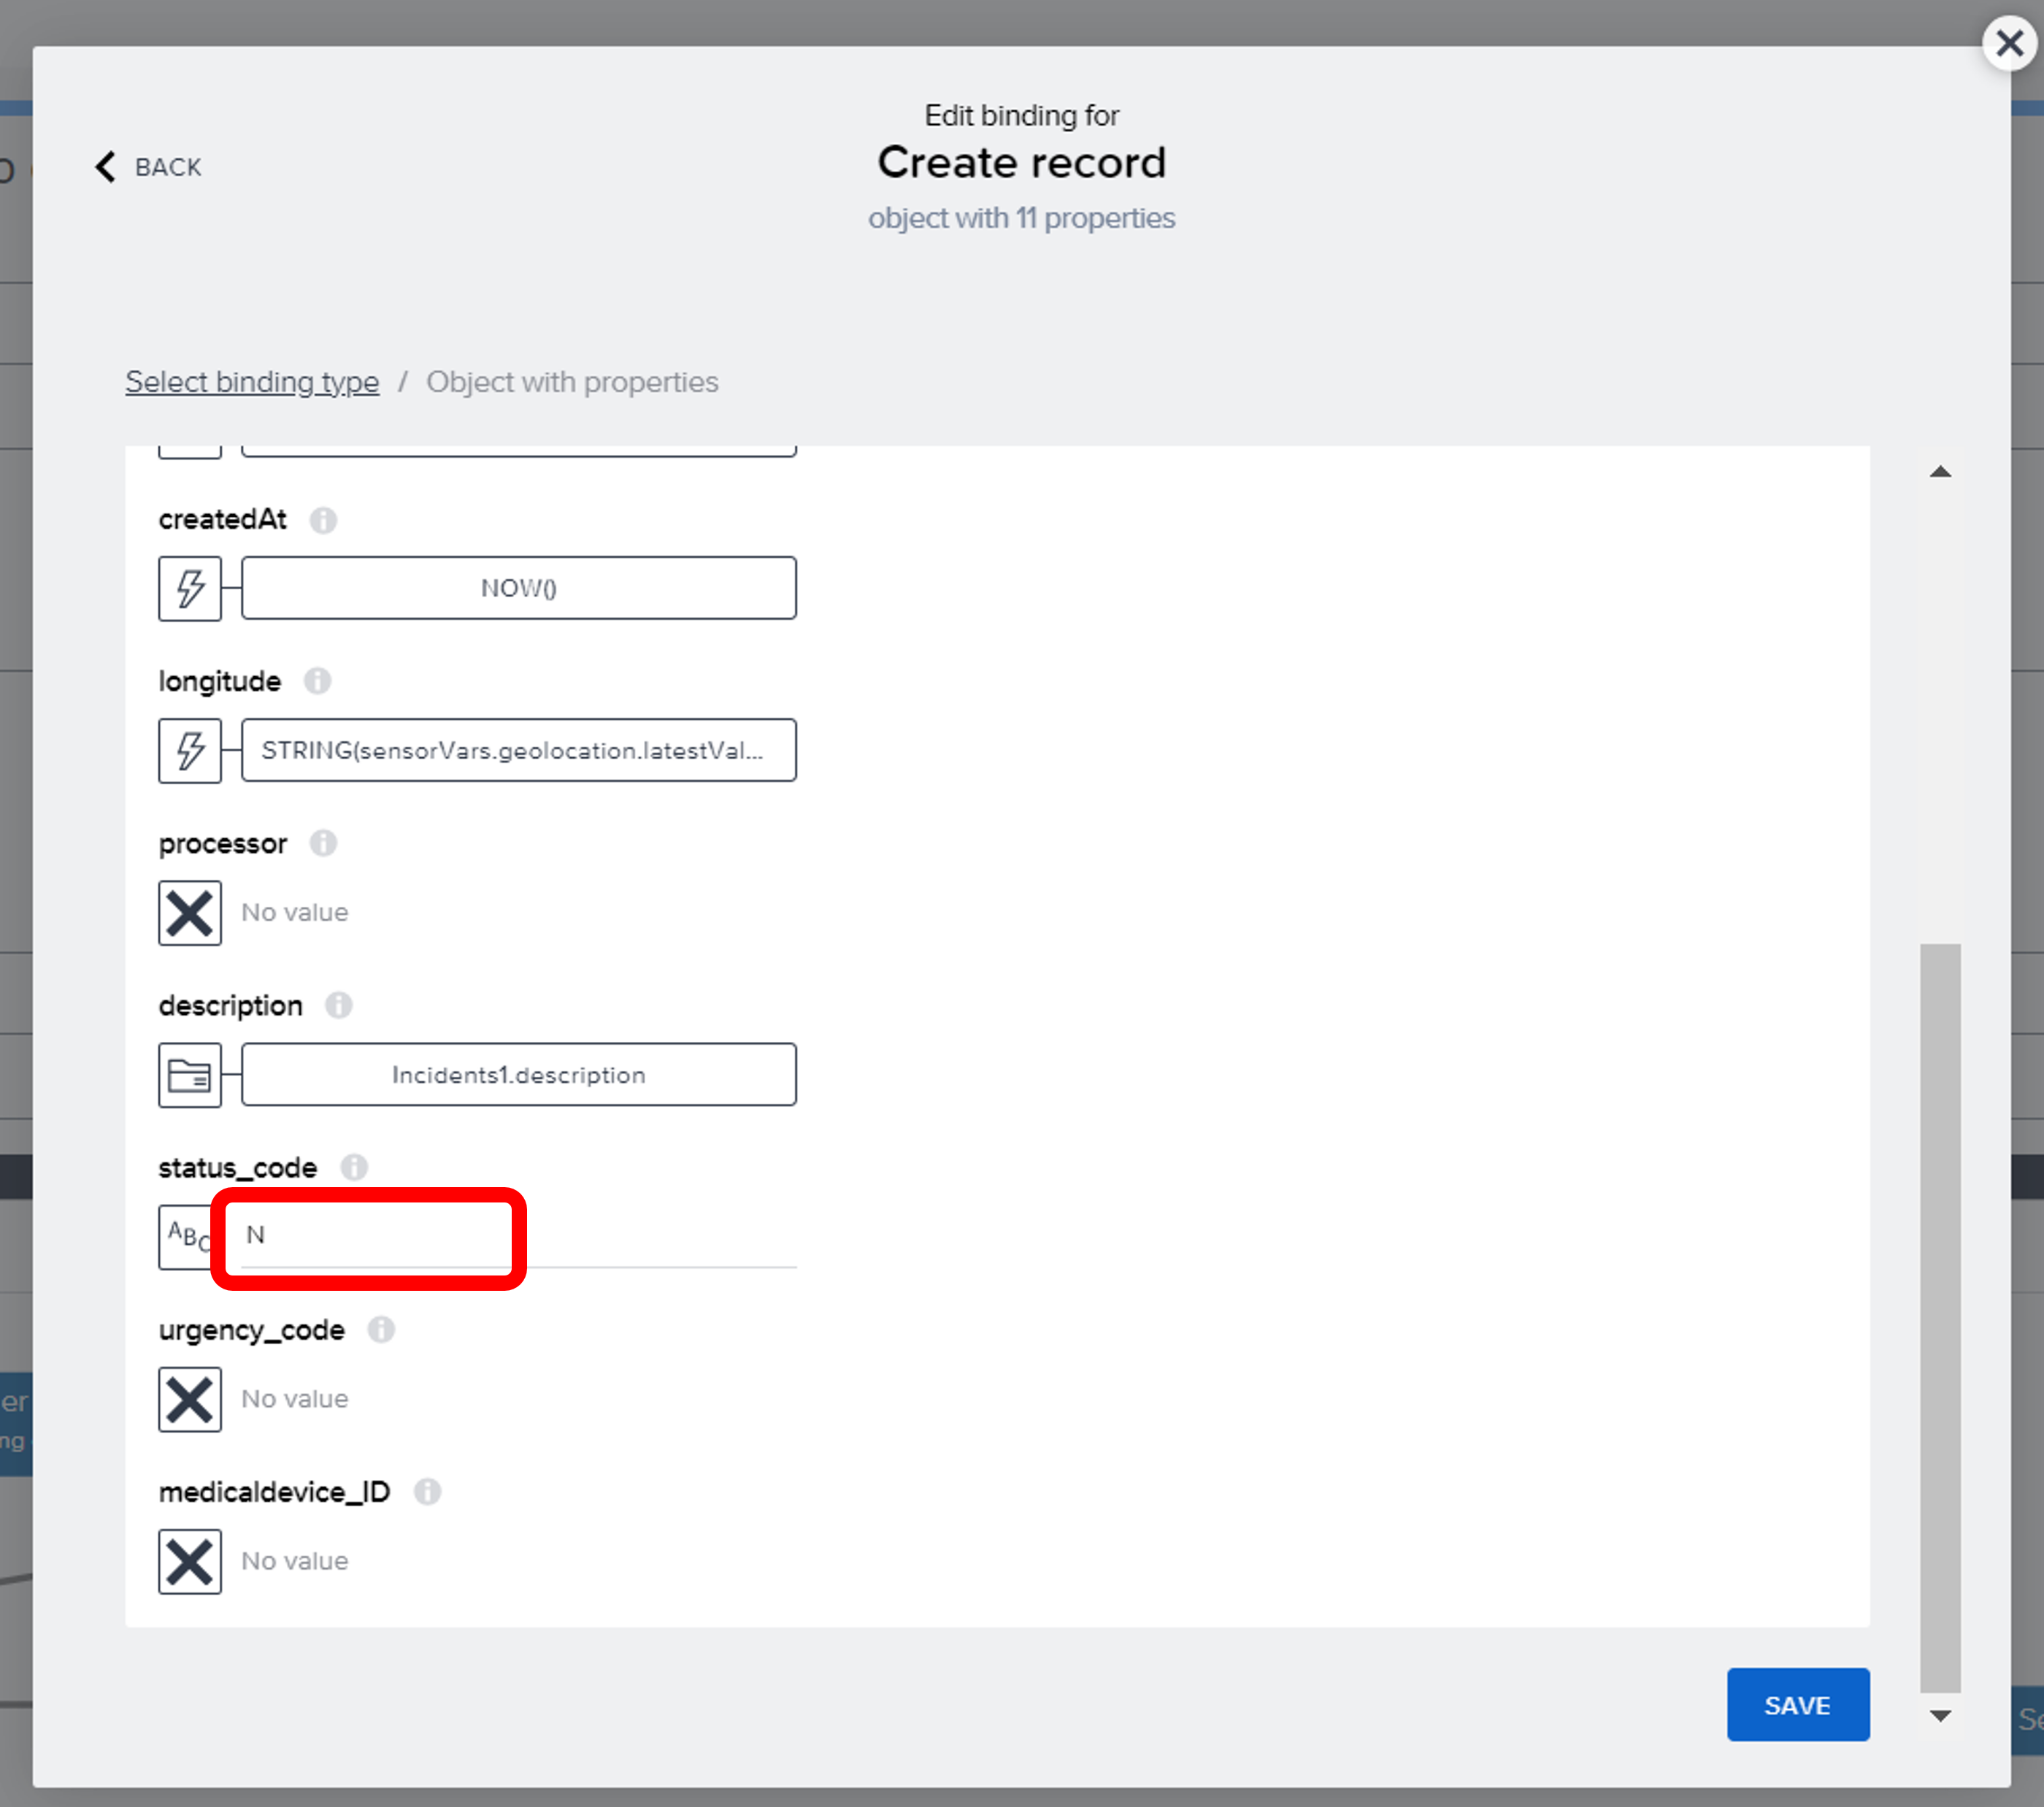 Edit binding for
BACK
Create record
object with 11 properties
Select binding type / Object with properties
createdAt
NOW()
longitude
STRING(sensorVars.geolocation.latestVal...
processor
No value
description
Incidents1.description
status_code
ABC N
urgency_code
No value
medicaldevice_ID
No value
SAVE